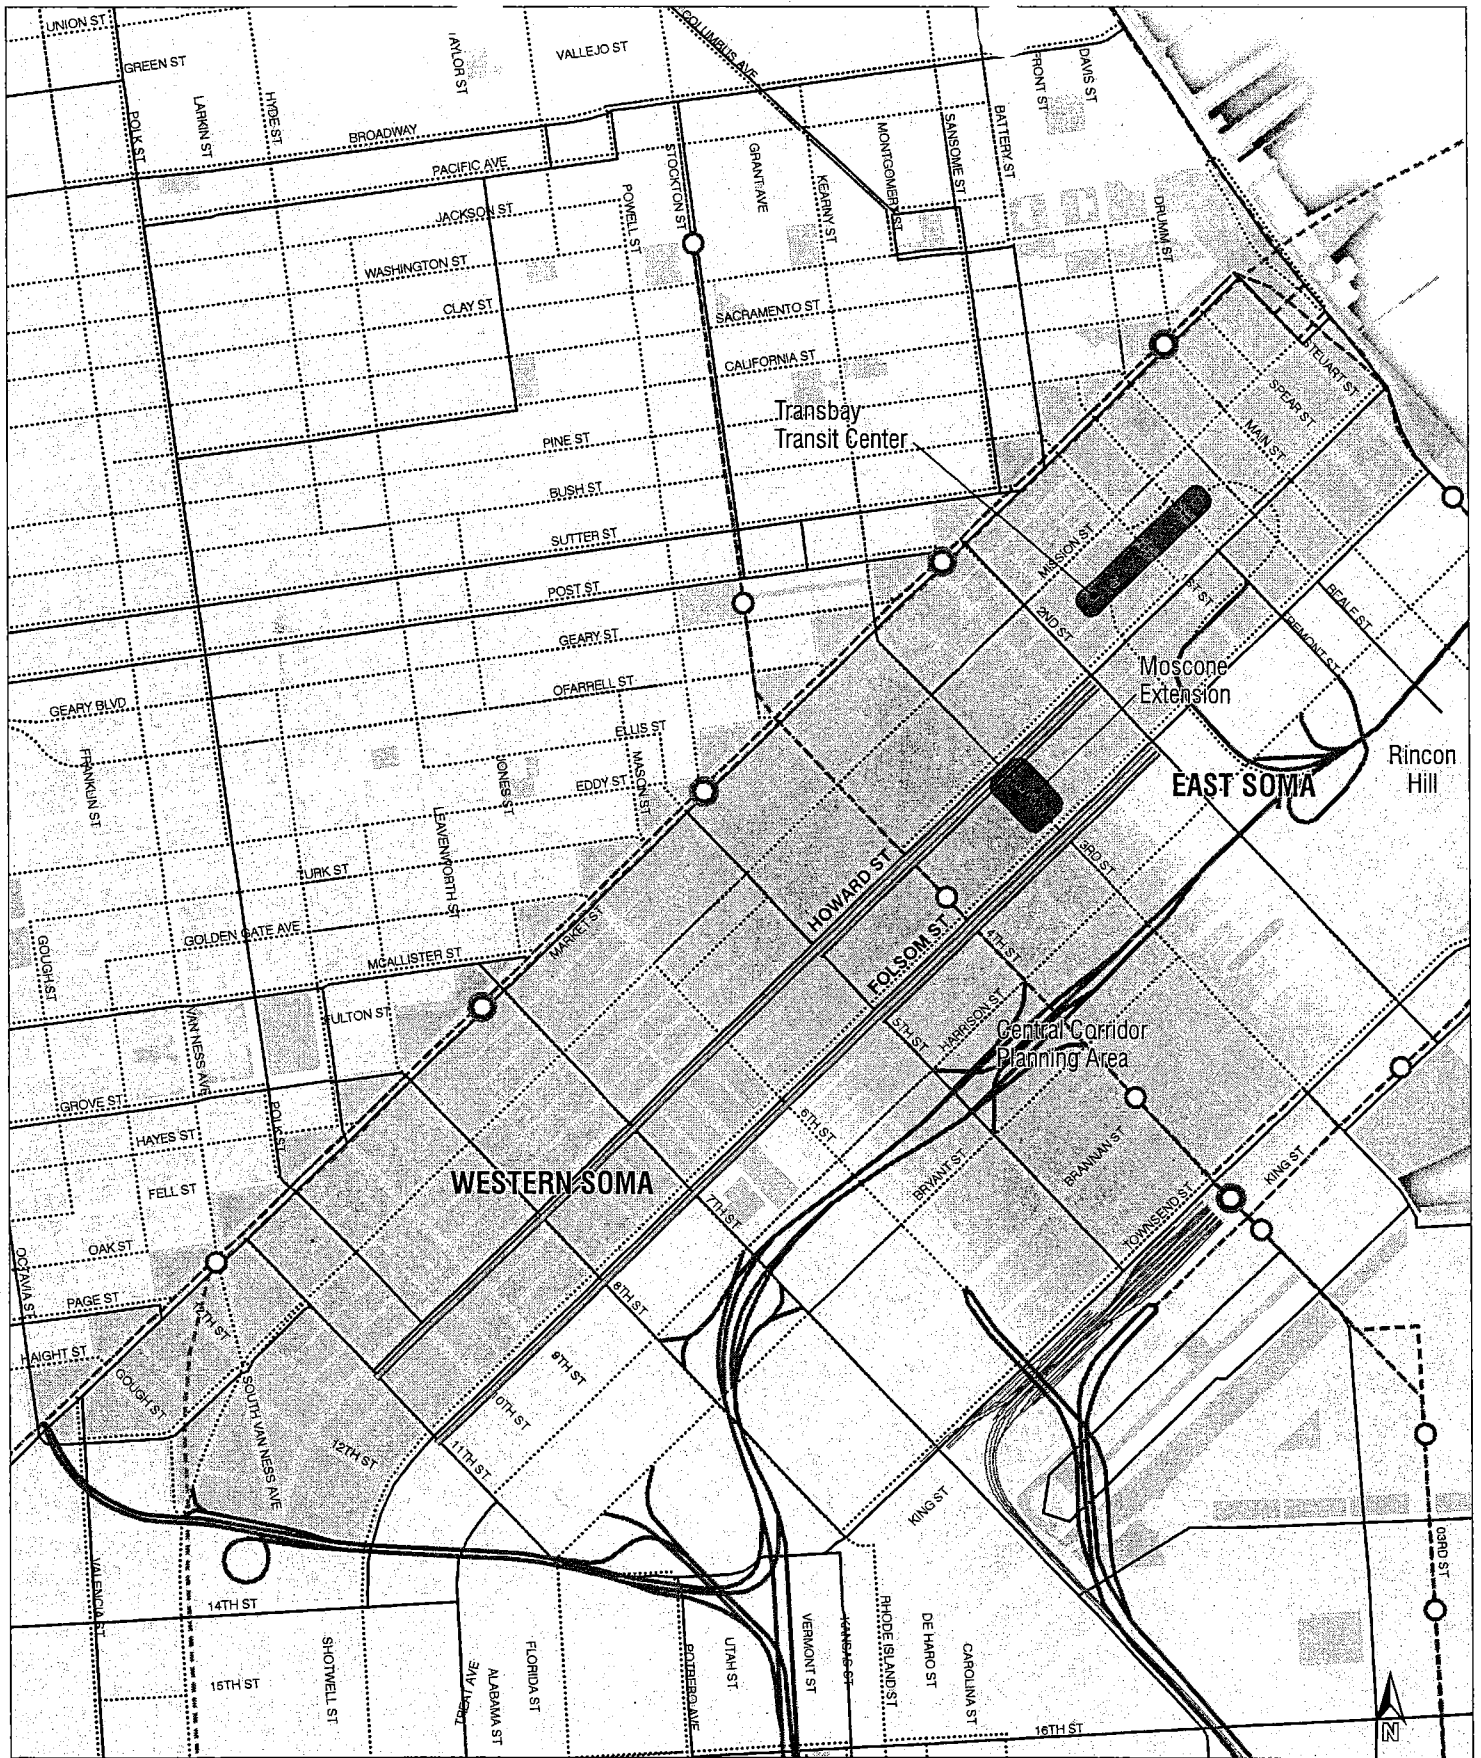 UNION ST
GREEN ST
VALLEJO ST
COLUMBUS AVE
FRONT ST
DAVIS ST
POLK ST
LARKIN ST
HYDE ST
AYLOR ST
BROADWAY
PACIFIC AVE
STOCKTON ST
GRANT AVE
KEARNY ST
MONTGOMERY ST
SANSOME ST
BATTERY ST
JACKSON ST
POWELL ST
DRUMM ST
WASHINGTON ST
CLAY ST
SACRAMENTO ST
CALIFORNIA ST
STEUART ST
SPEAR ST
MAIN ST
Transbay
Transit Center
PINE ST
BUSH ST
SUTTER ST
POST ST
MISSION ST
2ND ST
ST ST
BEALE ST
REMONT ST
GEARY ST
OFARRELL ST
Moscone
Extension
GEARY BLVD
ELLIS ST
EDDY ST
MASON ST
JONES ST
LEAVENWORTH ST
FRANKLIN ST
EAST SOMA
Rincon
Hill
TURK ST
GOLDEN GATE AVE
MCALLISTER ST
MARKET ST
HOWARD ST
FOLSOM ST
3RD ST
4TH ST
5TH ST
HARRISON ST
GOUGH ST
VAN NESS AVE
FULTON ST
Central Corridor
Planning Area
GROVE ST
HAYES ST
POLK ST
FELL ST
6TH ST
BRYANT ST
BRANNAN ST
KING ST
TOWNSEND ST
WESTERN SOMA
7TH ST
OAK ST
OCTAVIA ST
PAGE ST
12TH ST
8TH ST
HAIGHT ST
GOUGH ST
SOUTH VAN NESS AVE
9TH ST
0TH ST
11TH ST
12TH ST
KING ST
VALENCIA ST
14TH ST
15TH ST
SHOTWELL ST
TREAT AVE
ALABAMA ST
FLORIDA ST
POTRERO AVE
UTAH ST
VERMONT ST
KANSAS ST
RHODE ISLAND ST
DE HARO ST
CAROLINA ST
16TH ST
03RD ST
N